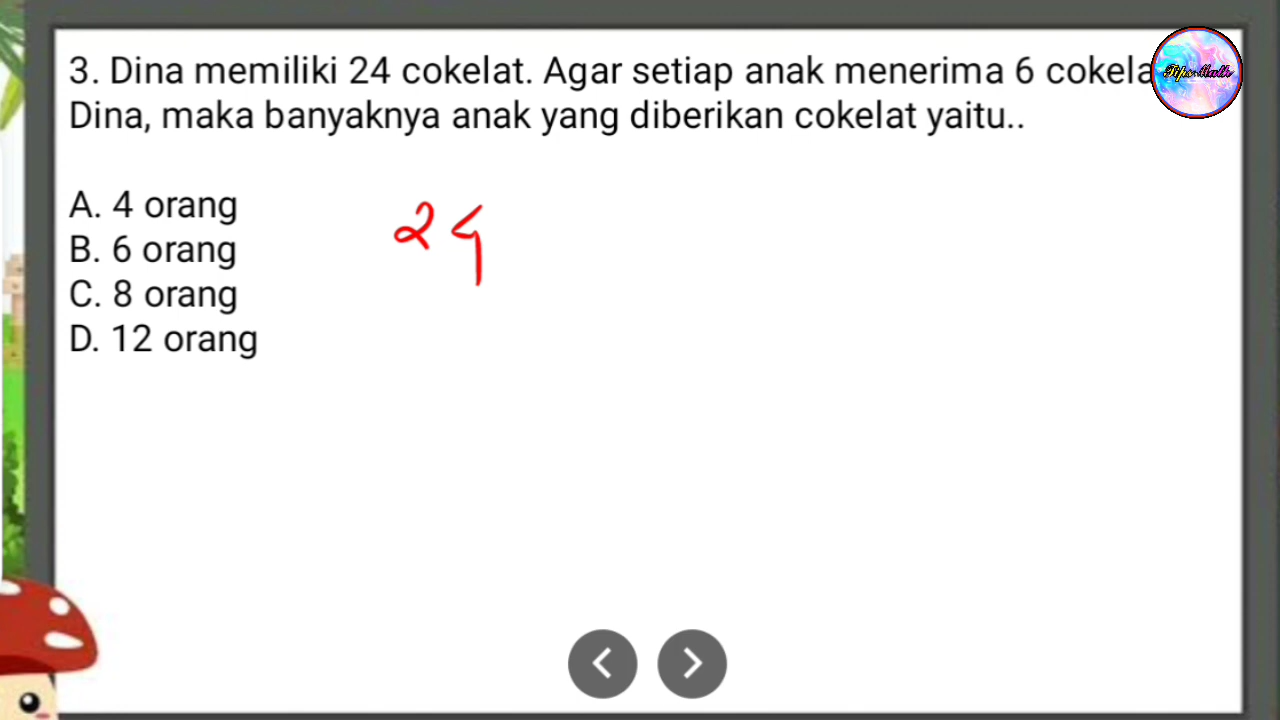 3. Dina memiliki 24 cokelat. Agar setiap anak menerima 6
Dina, maka banyaknya anak yang diberikan cokelat yaitu..
A. 4 orang
B. 6 orang
C. 8 orang
D. 12 orang
24